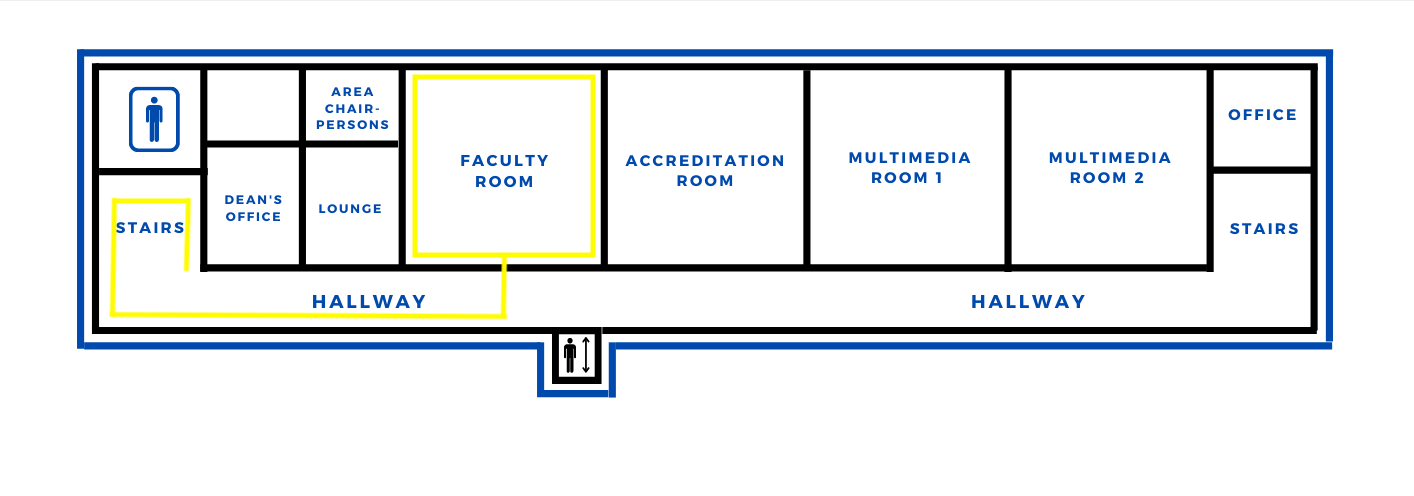 AREA
CHAIR-
PERSONS
OFFICE
FACULTY
ROOM
ACCREDITATION
ROOM
MULTIMEDIA
ROOM 1
MULTIMEDIA
ROOM 2
DEAN'S
OFFICE
LOUNGE
STAIRS
STAIRS
HALLWAY
HALLWAY